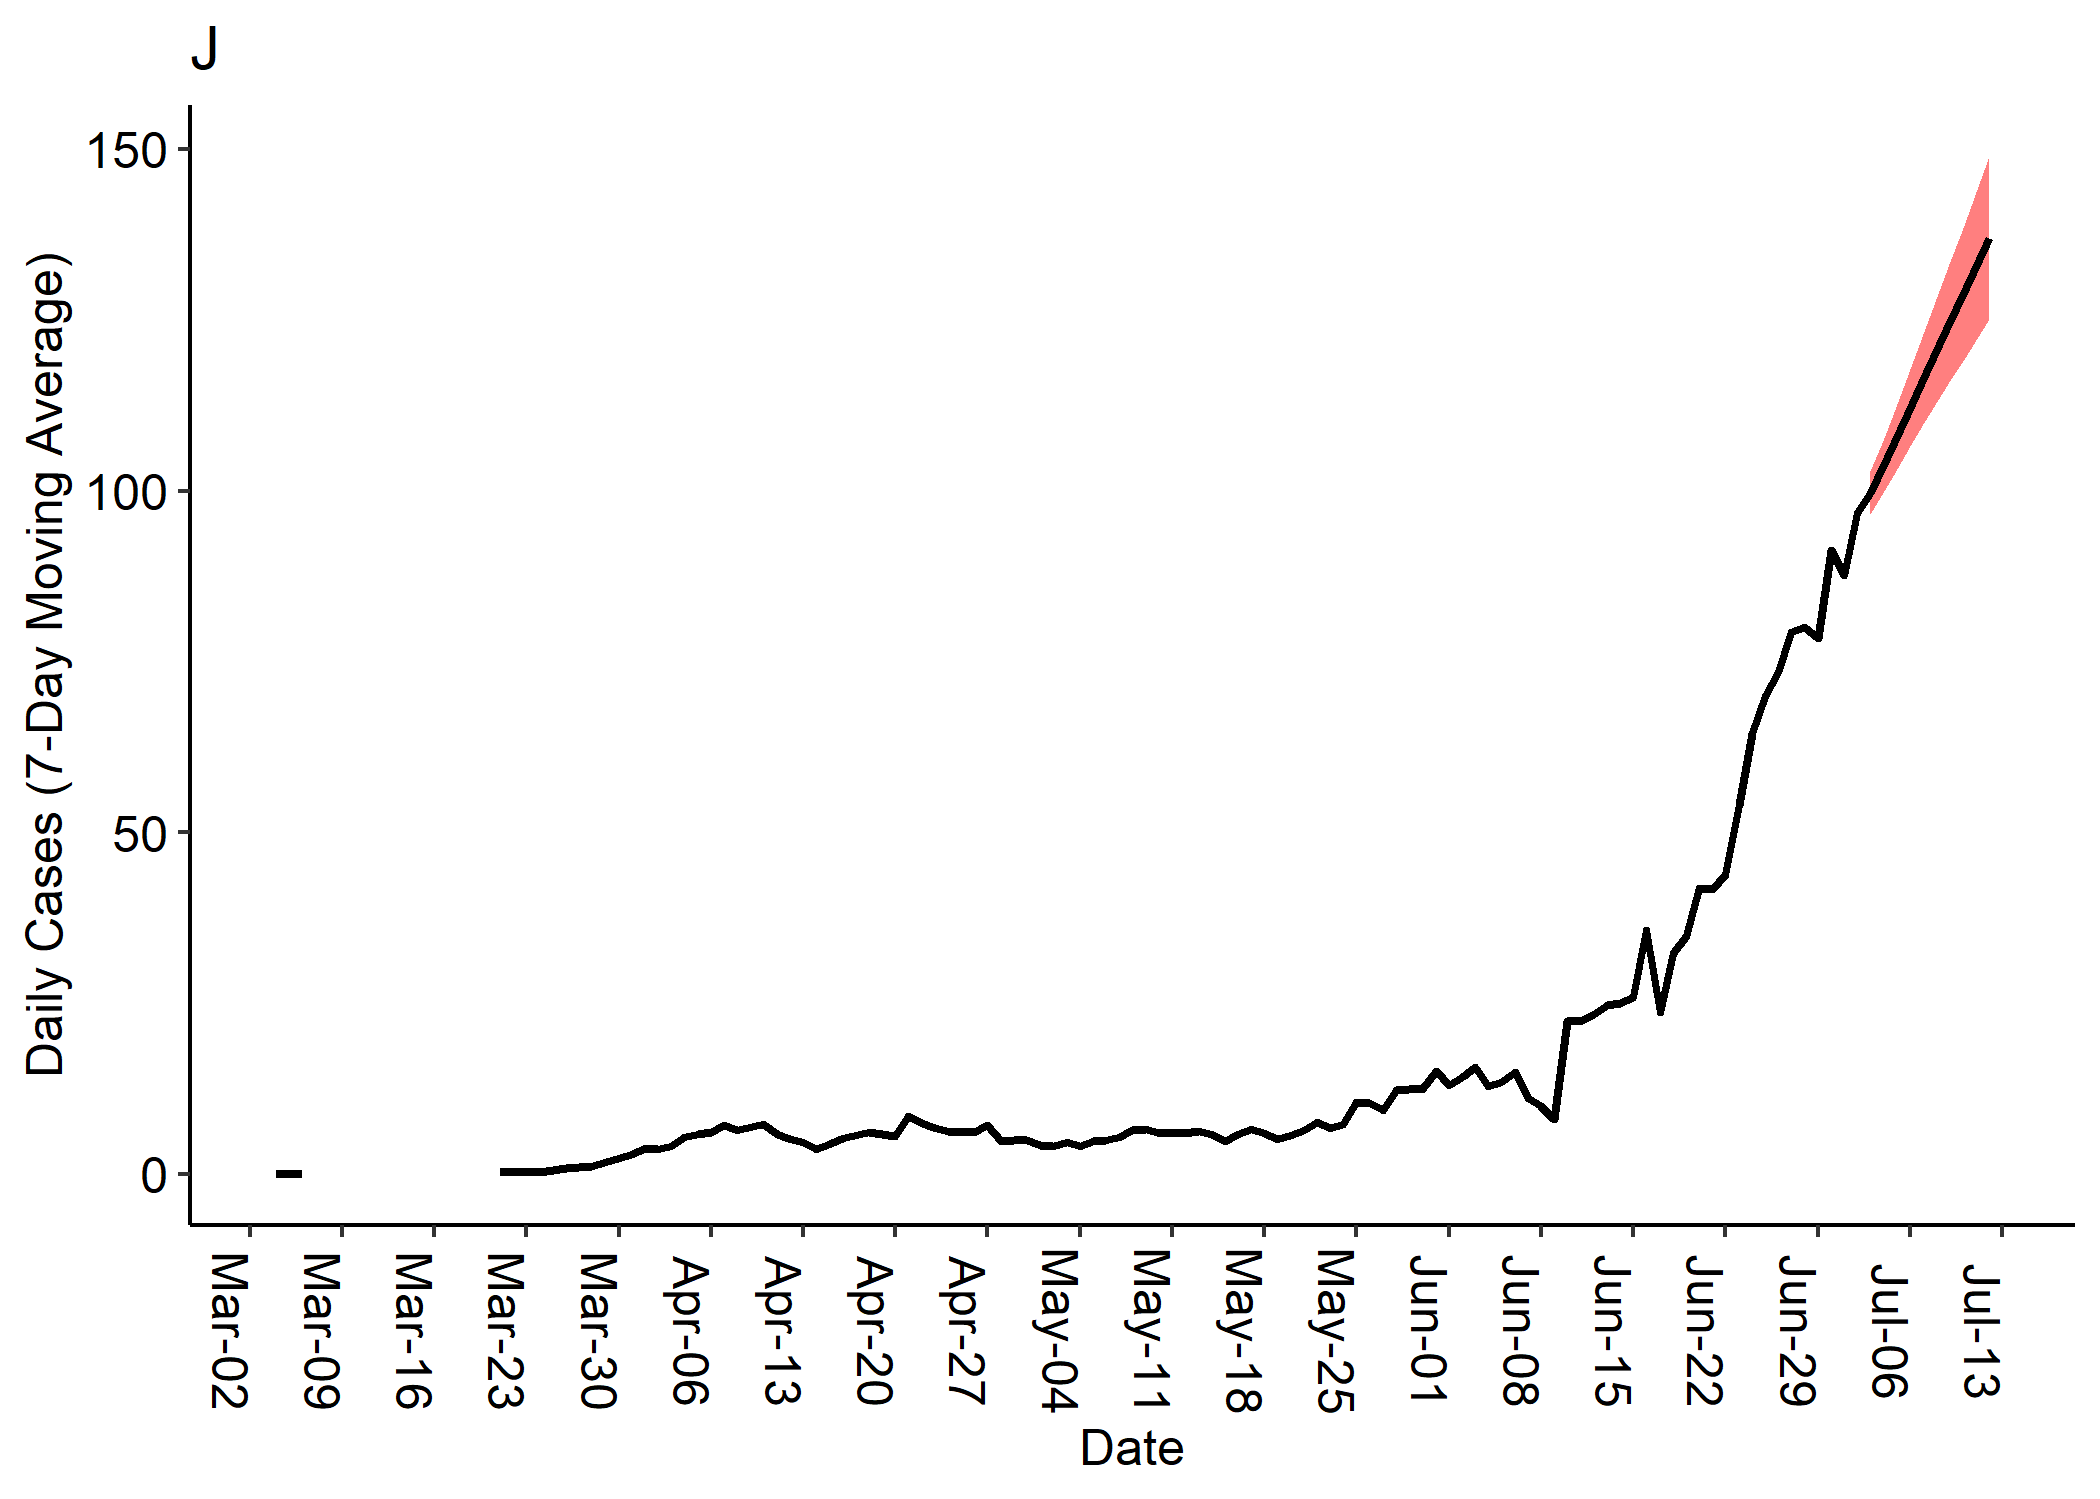 J
Daily Cases (7-Day Moving Average)
150
100
50
0
Mar-02
Mar-09
Mar-16
Mar-23
Mar-30
Apr-06
Apr-13
Apr-20
Apr-27
May-04
May-11
May-18
May-25
Jun-01
Jun-08
Jun-15
Jun-22
Jun-29
Jul-06
Jul-13
Date